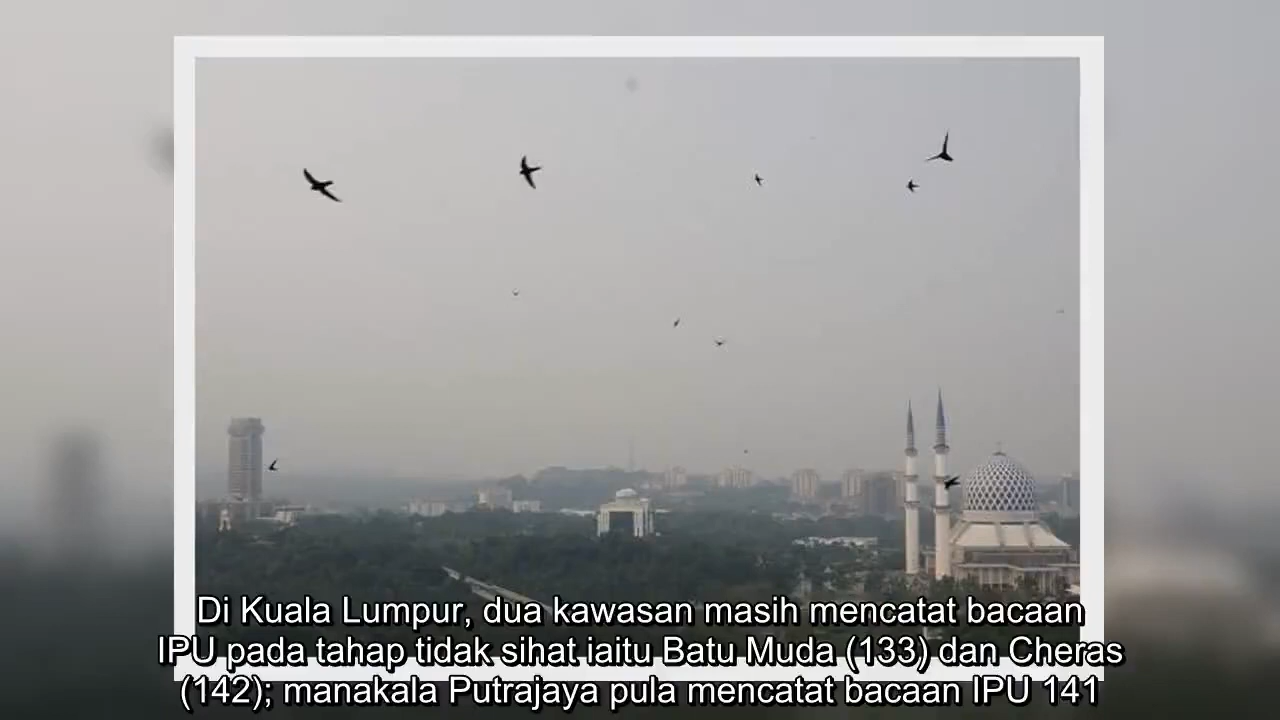 Di Kuala Lumpur, dua kawasan masih mencatat bacaan
IPU pada tahap tidak sihat iaitu Batu Muda (133) dan Cheras
(142); manakala Putrajaya pula mencatat bacaan IPU 141